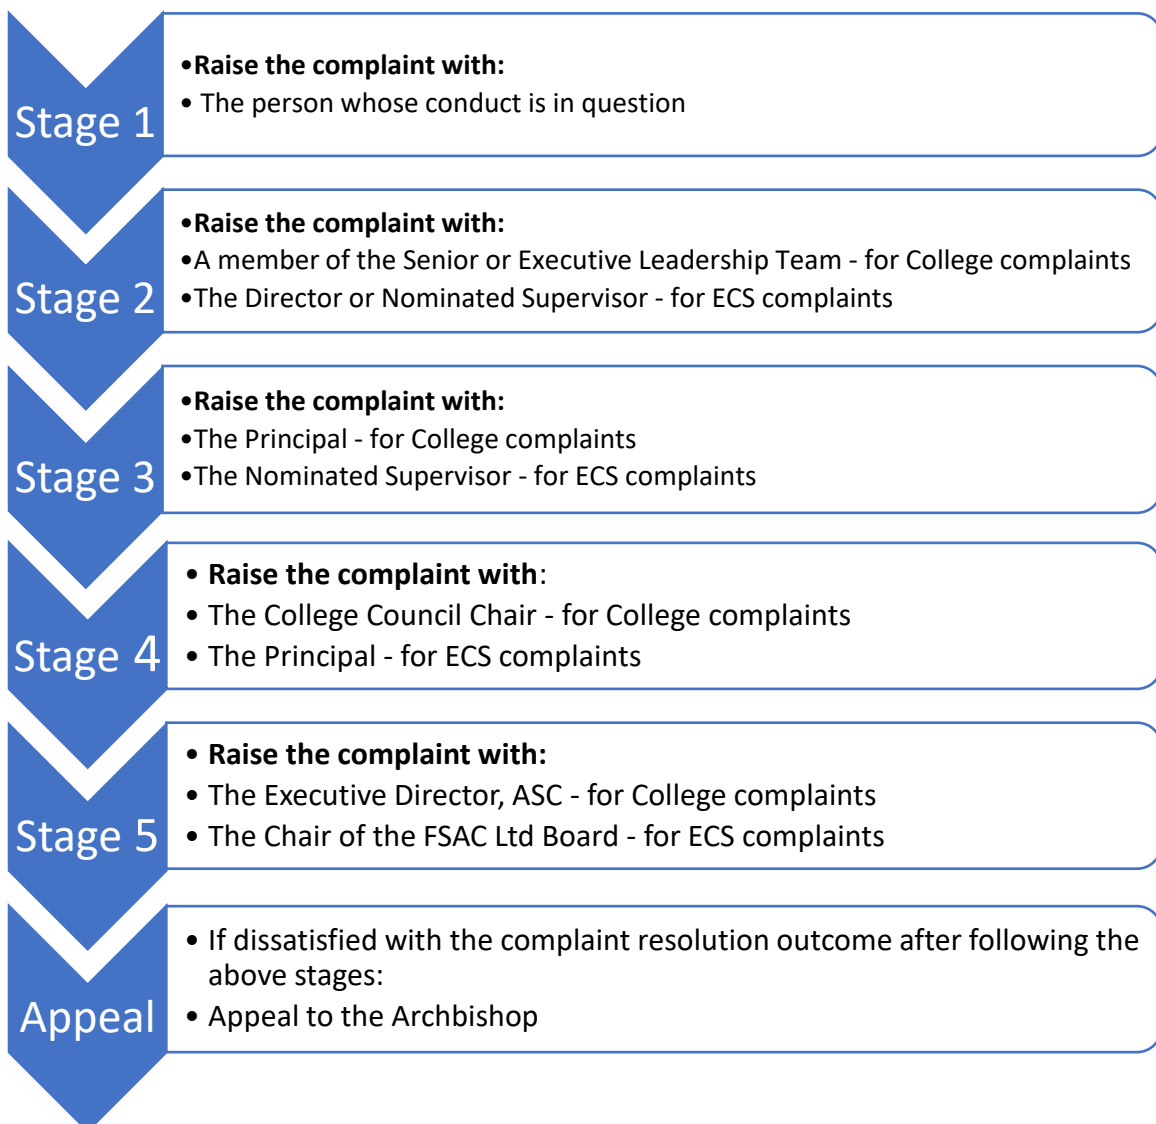 Stage 1
•Raise the complaint with:
• The person whose conduct is in question
Stage 2
•Raise the complaint with:
•A member of the Senior or Executive Leadership Team - for College complaints
•The Director or Nominated Supervisor - for ECS complaints
Stage 3
•Raise the complaint with:
•The Principal - for College complaints
•The Nominated Supervisor - for ECS complaints
Stage 4
• Raise the complaint with:
• The College Council Chair - for College complaints
• The Principal - for ECS complaints
Stage 5
• Raise the complaint with:
• The Executive Director, ASC - for College complaints
• The Chair of the FSAC Ltd Board - for ECS complaints
Appeal
• If dissatisfied with the complaint resolution outcome after following the
above stages:
• Appeal to the Archbishop